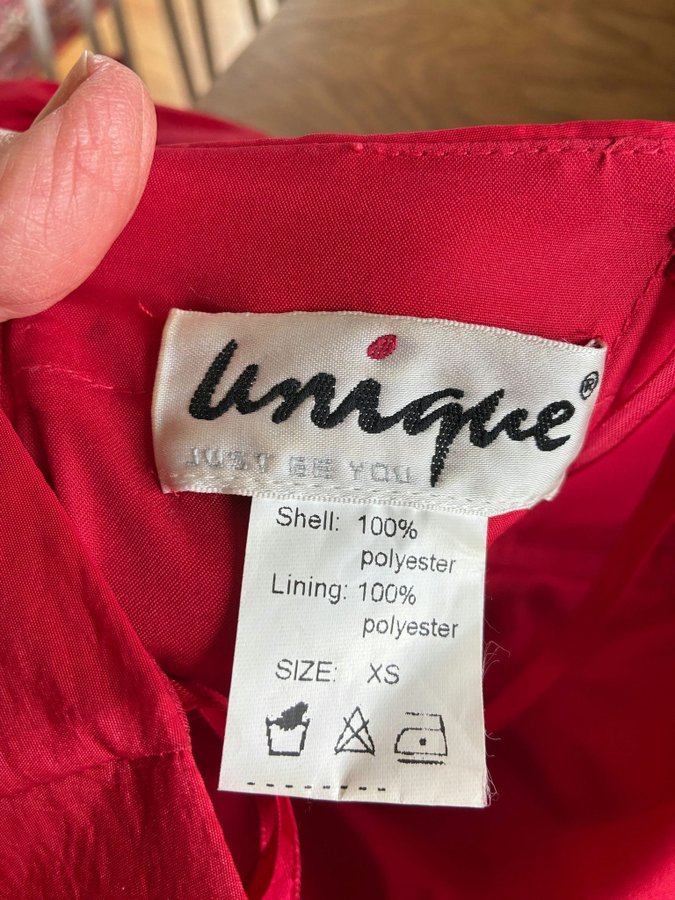 unique®
JUST BE YOU
Shell: 100%
polyester
Lining: 100%
polyester
SIZE: XS